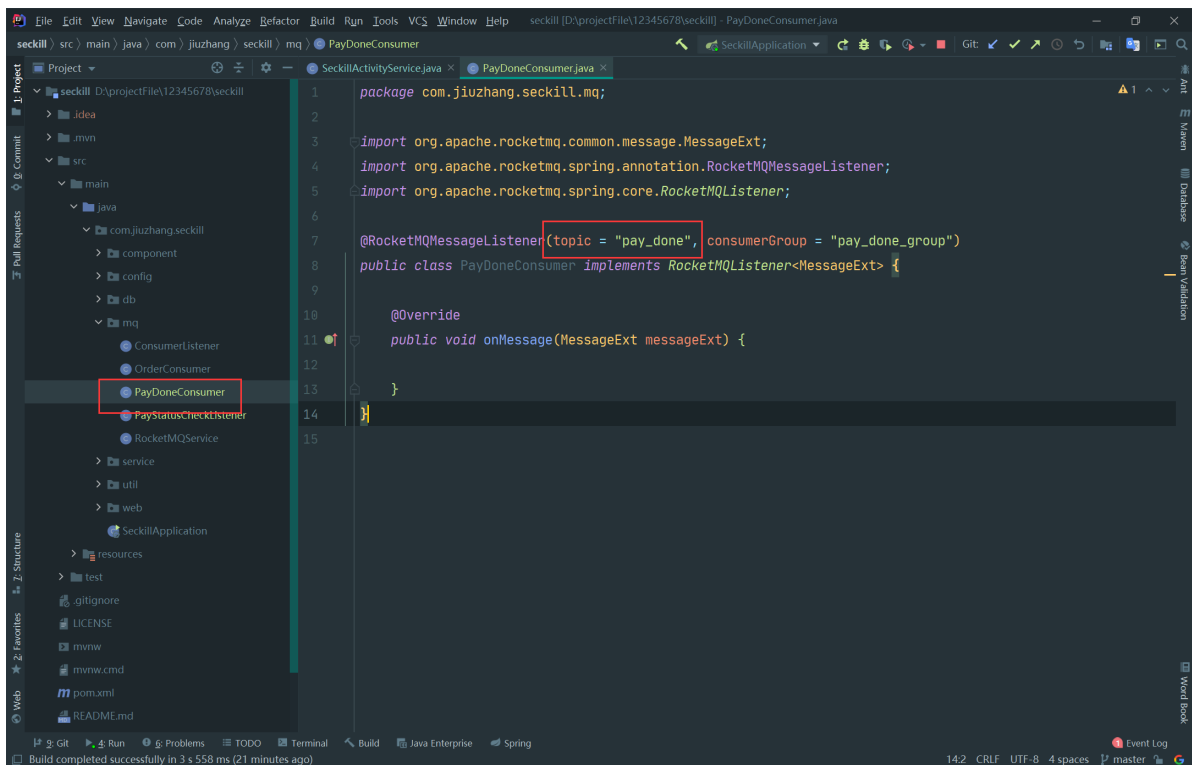 File Edit View Navigate Code Analyze Refactor Build Run Tools VCS Window Help seckill [D:\projectFile\12345678\seckill] - PayDoneConsumer.java
seckill > src > main > java > com > jiuzhang > seckill > mq > PayDoneConsumer
SeckillApplication
Git:
Project
SeckillActivityService.java
PayDoneConsumer.java
1: Project
0: Commit
Pull Requests
7: Structure
2: Favorites
Web
seckill D:\projectFile\12345678\seckill
.idea
.mvn
src
main
java
com.jiuzhang.seckill
component
config
db
mq
ConsumerListener
OrderConsumer
PayDoneConsumer
PayStatusCheckListener
RocketMQService
service
util
web
SeckillApplication
resources
test
.gitignore
LICENSE
mvnw
mvnw.cmd
pom.xml
README.md
1 package com.jiuzhang.seckill.mq;
2
3 import org.apache.rocketmq.common.message.MessageExt;
4 import org.apache.rocketmq.spring.annotation.RocketMQMessageListener;
5 import org.apache.rocketmq.spring.core.RocketMQListener;
6
7 @RocketMQMessageListener(topic = "pay_done", consumerGroup = "pay_done_group")
8 public class PayDoneConsumer implements RocketMQListener<MessageExt> {
9
10 @Override
11 public void onMessage(MessageExt messageExt) {
12
13 }
14 }
15
1
Ant
Maven
Database
Bean Validation
Word Book
9: Git 4: Run 6: Problems TODO Terminal Build Java Enterprise Spring
1 Event Log
Build completed successfully in 3 s 558 ms (21 minutes ago)
14:2 CRLF UTF-8 4 spaces master